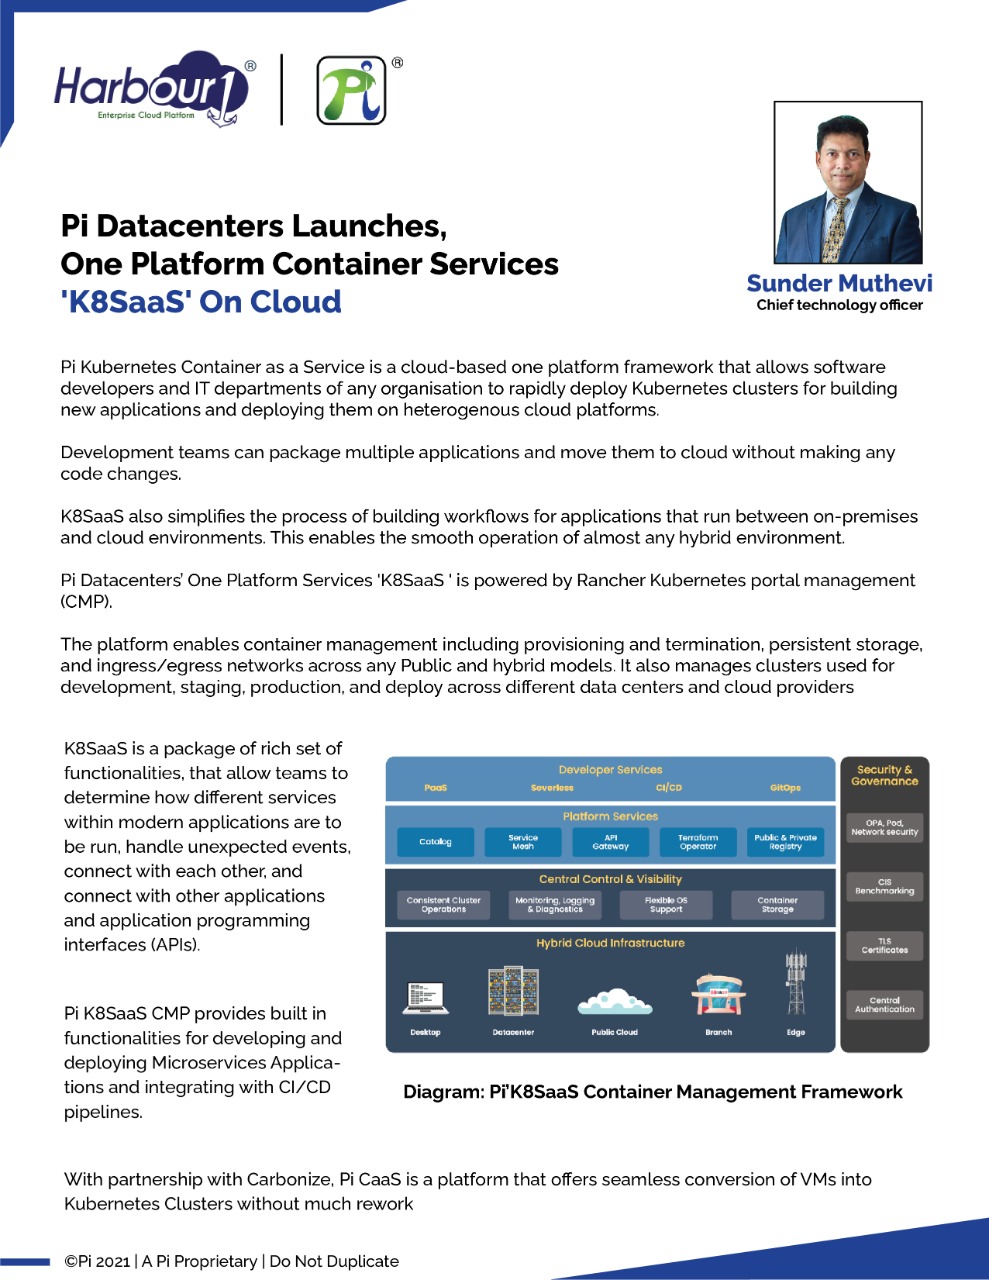 Harbour1®
Enterprise Cloud Platform
Pi®
Pi Datacenters Launches,
One Platform Container Services
'K8SaaS' On Cloud
Sunder Muthevi
Chief technology officer
Pi Kubernetes Container as a Service is a cloud-based one platform framework that allows software
developers and IT departments of any organisation to rapidly deploy Kubernetes clusters for building
new applications and deploying them on heterogenous cloud platforms.
Development teams can package multiple applications and move them to cloud without making any
code changes.
K8SaaS also simplifies the process of building workflows for applications that run between on-premises
and cloud environments. This enables the smooth operation of almost any hybrid environment.
Pi Datacenters’ One Platform Services 'K8SaaS ' is powered by Rancher Kubernetes portal management
(CMP).
The platform enables container management including provisioning and termination, persistent storage,
and ingress/egress networks across any Public and hybrid models. It also manages clusters used for
development, staging, production, and deploy across different data centers and cloud providers
K8SaaS is a package of rich set of
functionalities, that allow teams to
determine how different services
within modern applications are to
be run, handle unexpected events,
connect with each other, and
connect with other applications
and application programming
interfaces (APIs).
Pi K8SaaS CMP provides built in
functionalities for developing and
deploying Microservices Applica-
tions and integrating with CI/CD
pipelines.
Developer Services
PaaS Soverless CI/CD GitOps
Platform Services
Catalog
Service
Mesh
API
Gateway
Terraform
Operator
Public & Private
Registry
Central Control & Visibility
Consistent Cluster
Operations
Monitoring, Logging
& Diagnostics
Flexible OS
Support
Container
Storage
Hybrid Cloud Infrastructure
Desktop Datacenter Public Cloud Branch Edge
Security &
Governance
OPA, Pod,
Network security
CIS
Benchmarking
TLS
Certificates
Central
Authentication
Diagram: Pi’K8SaaS Container Management Framework
With partnership with Carbonize, Pi CaaS is a platform that offers seamless conversion of VMs into
Kubernetes Clusters without much rework
©Pi 2021 | A Pi Proprietary | Do Not Duplicate